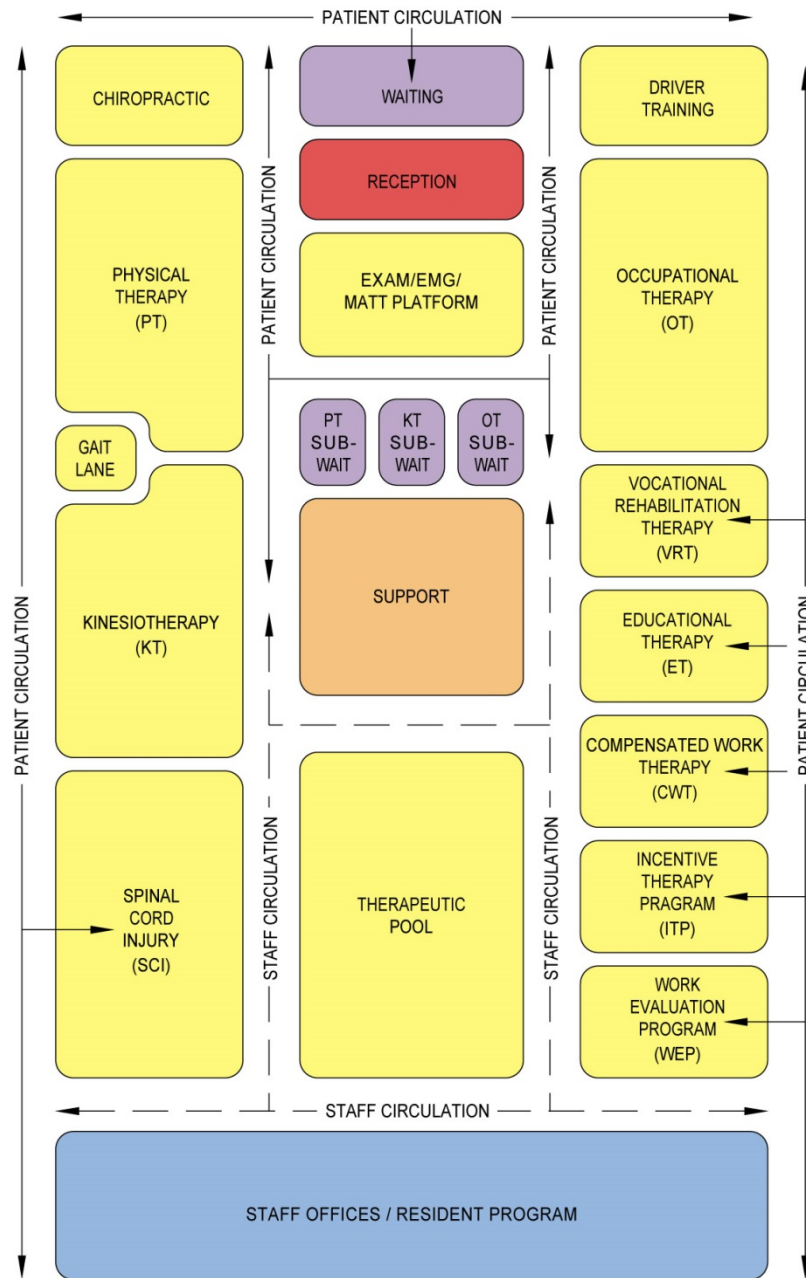 PATIENT CIRCULATION
CHIROPRACTIC
WAITING
DRIVER
TRAINING
PATIENT CIRCULATION
RECEPTION
PATIENT CIRCULATION
PHYSICAL
THERAPY
(PT)
EXAM/EMG/
MATT PLATFORM
OCCUPATIONAL
THERAPY
(OT)
GAIT
LANE
PT
SUB-
WAIT
KT
SUB-
WAIT
OT
SUB-
WAIT
VOCATIONAL
REHABILITATION
THERAPY
(VRT)
PATIENT CIRCULATION
KINESIOTHERAPY
(KT)
SUPPORT
EDUCATIONAL
THERAPY
(ET)
PATIENT CIRCULATION
COMPENSATED WORK
THERAPY
(CWT)
SPINAL
CORD
INJURY
(SCI)
STAFF CIRCULATION
THERAPEUTIC
POOL
STAFF CIRCULATION
INCENTIVE
THERAPY
PRAGRAM
(ITP)
WORK
EVALUATION
PROGRAM
(WEP)
STAFF CIRCULATION
STAFF OFFICES / RESIDENT PROGRAM